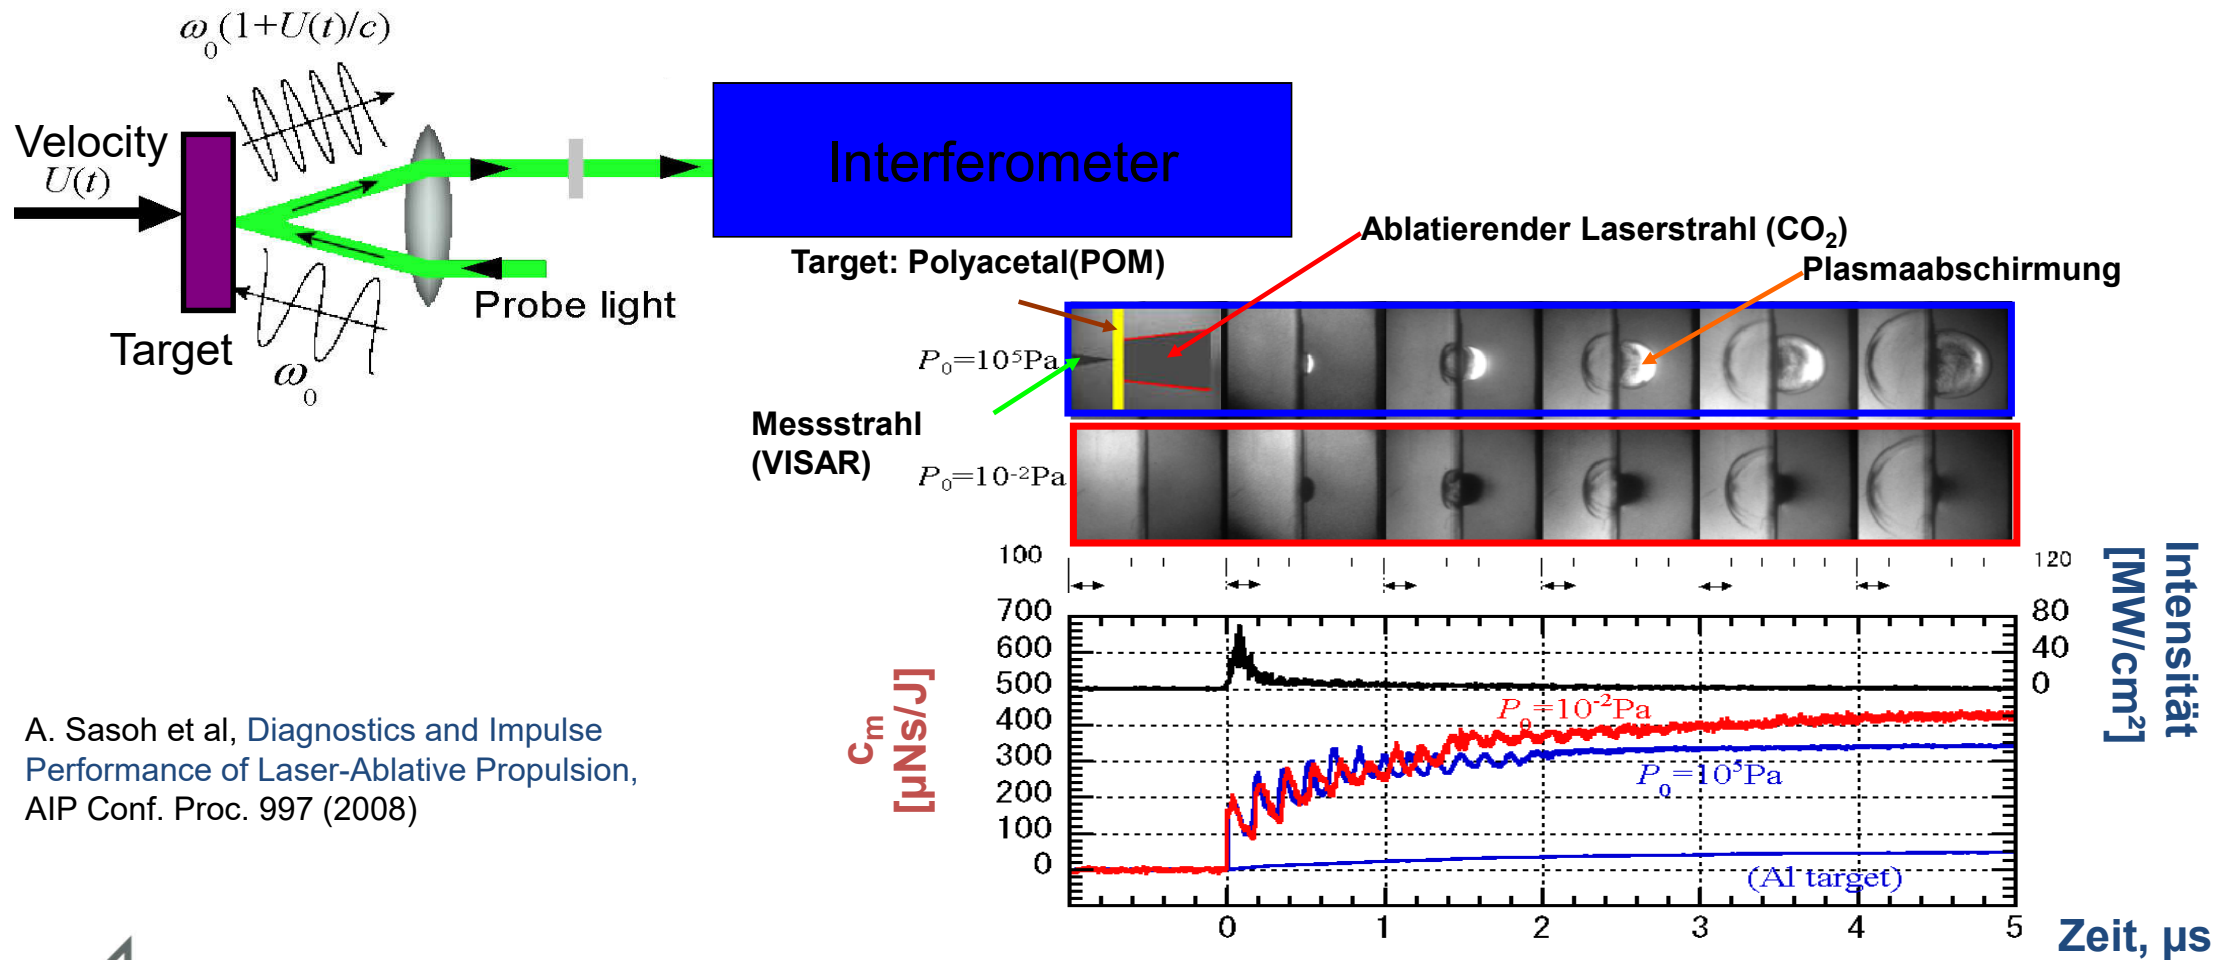 ω₀(1+U(t)/c)
Velocity
U(t)
Target
ω₀
Probe light
Interferometer
Target: Polyacetal(POM)
Ablatierender Laserstrahl (CO₂)
Plasmaabschirmung
P₀=10⁵Pa
Messstrahl
(VISAR)
P₀=10⁻²Pa
100
120
700
600
500
400
300
200
100
0
80
40
0
cₘ
[µNs/J]
Intensität
[MW/cm²]
P₀=10⁻²Pa
P₀=10⁵Pa
(Al target)
0 1 2 3 4 5
Zeit, µs
A. Sasoh et al, Diagnostics and Impulse
Performance of Laser-Ablative Propulsion,
AIP Conf. Proc. 997 (2008)